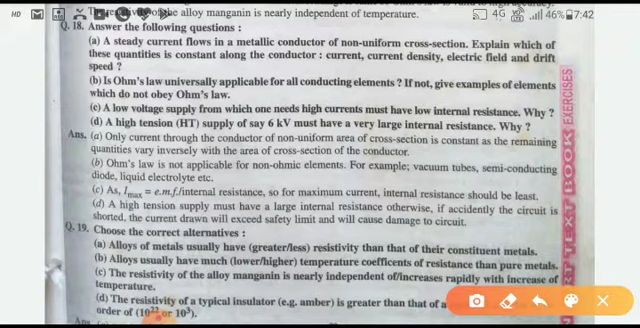 HD
4G 46% 7:42
the alloy manganin is nearly independent of temperature.
Q. 18. Answer the following questions :
(a) A steady current flows in a metallic conductor of non-uniform cross-section. Explain which of
these quantities is constant along the conductor : current, current density, electric field and drift
speed ?
(b) Is Ohm's law universally applicable for all conducting elements ? If not, give examples of elements
which do not obey Ohm's law.
(c) A low voltage supply from which one needs high currents must have low internal resistance. Why ?
(d) A high tension (HT) supply of say 6 kV must have a very large internal resistance. Why ?
Ans. (a) Only current through the conductor of non-uniform area of cross-section is constant as the remaining
quantities vary inversely with the area of cross-section of the conductor.
(b) Ohm's law is not applicable for non-ohmic elements. For example; vacuum tubes, semi-conducting
diode, liquid electrolyte etc.
(c) As, Imax = e.m.f./internal resistance, so for maximum current, internal resistance should be least.
(d) A high tension supply must have a large internal resistance otherwise, if accidently the circuit is
shorted, the current drawn will exceed safety limit and will cause damage to circuit.
Q. 19. Choose the correct alternatives :
(a) Alloys of metals usually have (greater/less) resistivity than that of their constituent metals.
(b) Alloys usually have much (lower/higher) temperature coefficents of resistance than pure metals.
(c) The resistivity of the alloy manganin is nearly independent of/increases rapidly with increase of
temperature.
(d) The resistivity of a typical insulator (e.g. amber) is greater than that of a
order of (10²² or 10³).
Ans
TEXT BOOK EXERCISES